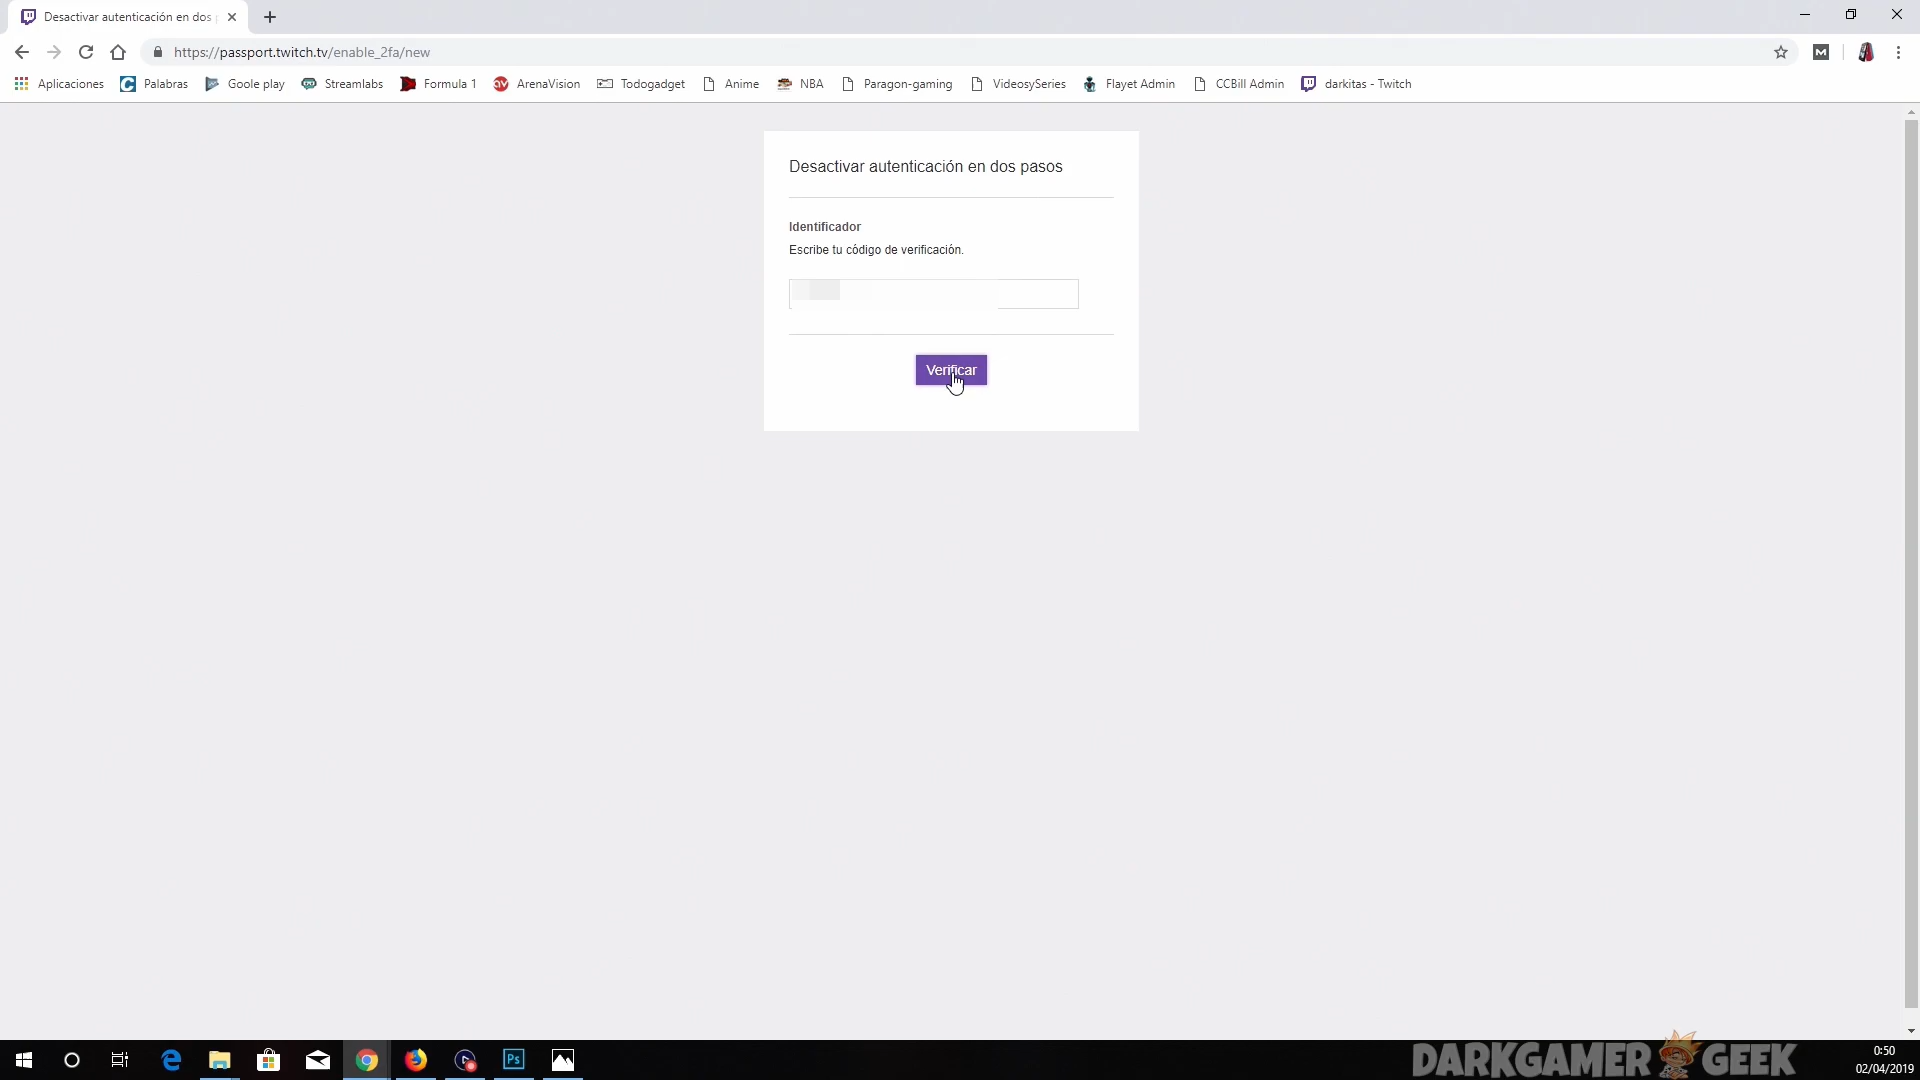 Desactivar autenticación en dos
https://passport.twitch.tv/enable_2fa/new
Aplicaciones Palabras Goole play Streamlabs Formula 1 ArenaVision Todogadget Anime NBA Paragon-gaming VideosySeries Flayet Admin CCBill Admin darkitas - Twitch
Desactivar autenticación en dos pasos
Identificador
Escribe tu código de verificación.
Verificar
Ps
DARKGAMER GEEK
0:50
02/04/2019